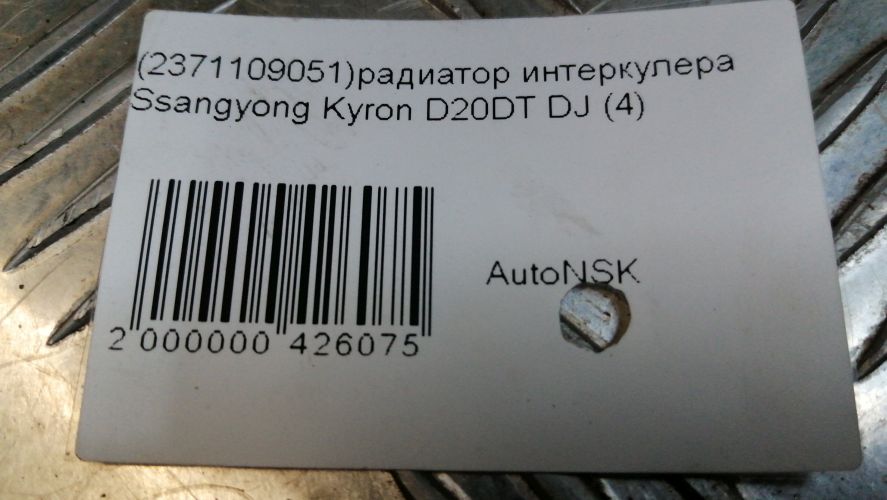 (2371109051)радиатор интеркулера
Ssangyong Kyron D20DT DJ (4)
AutoNSK
2 000000 426075